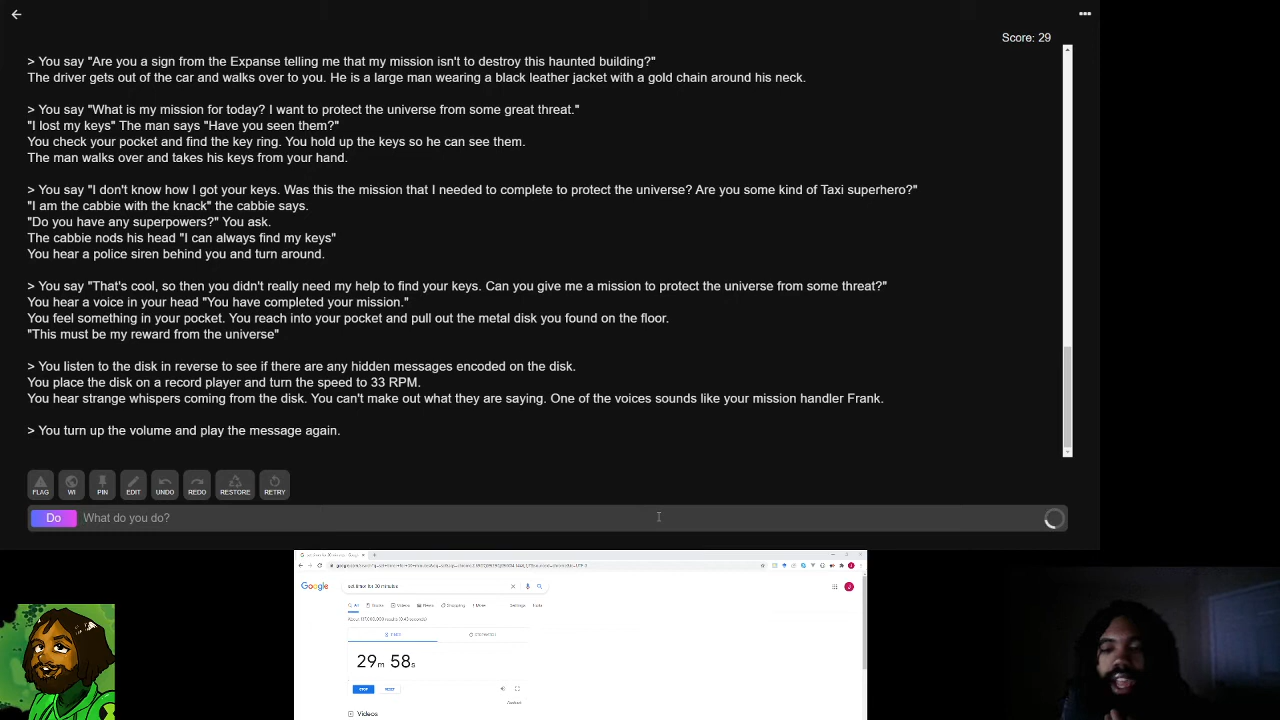 Score: 29
> You say "Are you a sign from the Expanse telling me that my mission isn't to destroy this haunted building?"
The driver gets out of the car and walks over to you. He is a large man wearing a black leather jacket with a gold chain around his neck.
> You say "What is my mission for today? I want to protect the universe from some great threat."
"I lost my keys" The man says "Have you seen them?"
You check your pocket and find the key ring. You hold up the keys so he can see them.
The man walks over and takes his keys from your hand.
> You say "I don't know how I got your keys. Was this the mission that I needed to complete to protect the universe? Are you some kind of Taxi superhero?"
"I am the cabbie with the knack" the cabbie says.
"Do you have any superpowers?" You ask.
The cabbie nods his head "I can always find my keys"
You hear a police siren behind you and turn around.
> You say "That's cool, so then you didn't really need my help to find your keys. Can you give me a mission to protect the universe from some threat?"
You hear a voice in your head "You have completed your mission."
You feel something in your pocket. You reach into your pocket and pull out the metal disk you found on the floor.
"This must be my reward from the universe"
> You listen to the disk in reverse to see if there are any hidden messages encoded on the disk.
You place the disk on a record player and turn the speed to 33 RPM.
You hear strange whispers coming from the disk. You can't make out what they are saying. One of the voices sounds like your mission handler Frank.
> You turn up the volume and play the message again.
FLAG WI PIN EDIT UNDO REDO RESTORE RETRY
Do What do you do?
Google set timer for 30 minutes
All Books Videos News Shopping More Settings Tools
29m 58s
STOP RESET
Videos